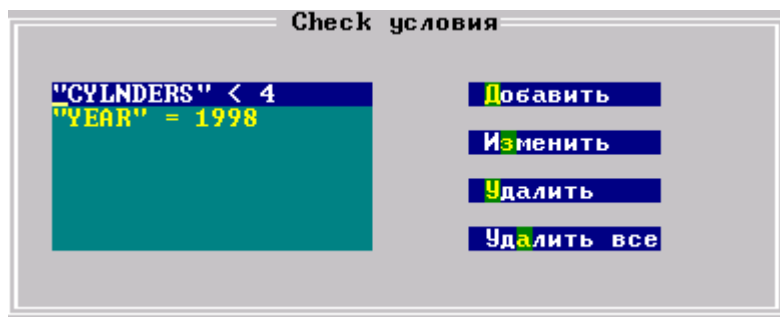 Check условия
"CYLNDERS" < 4
"YEAR" = 1998
Добавить
Изменить
Удалить
Удалить все